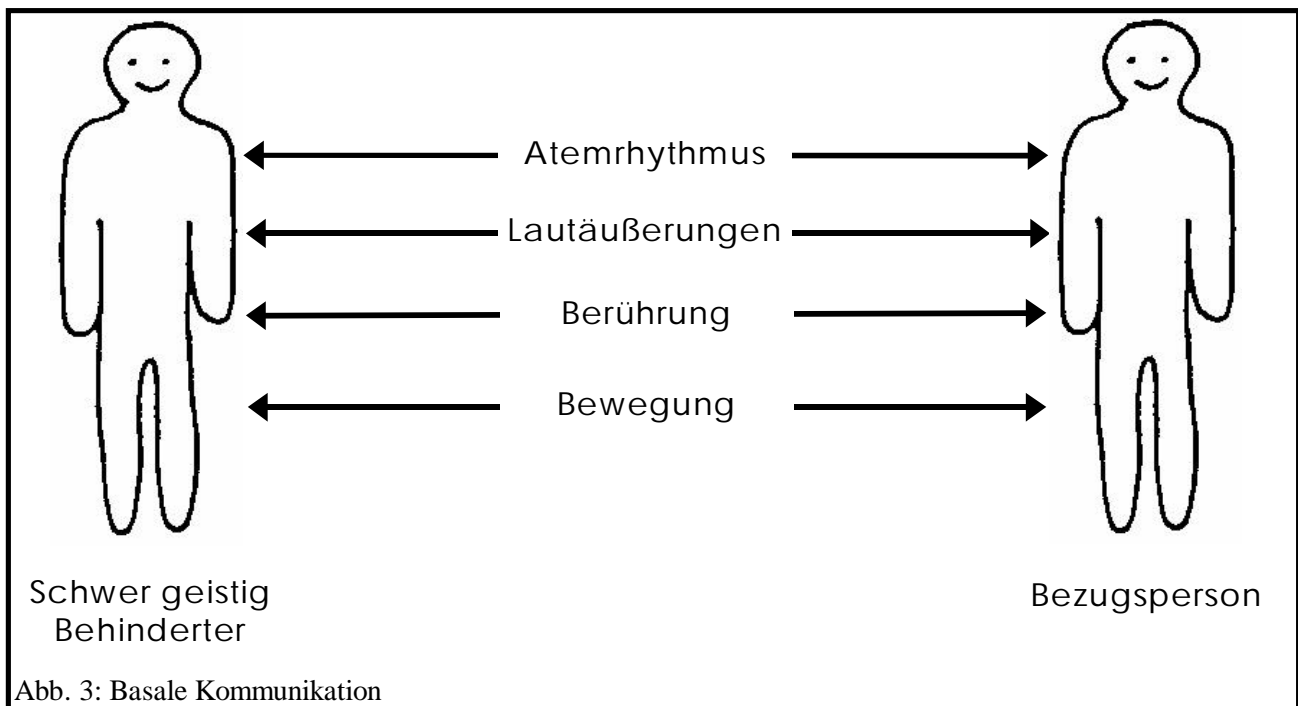 Atemrhythmus
Lautäußerungen
Berührung
Bewegung
Schwer geistig
Behinderter
Bezugsperson
Abb. 3: Basale Kommunikation